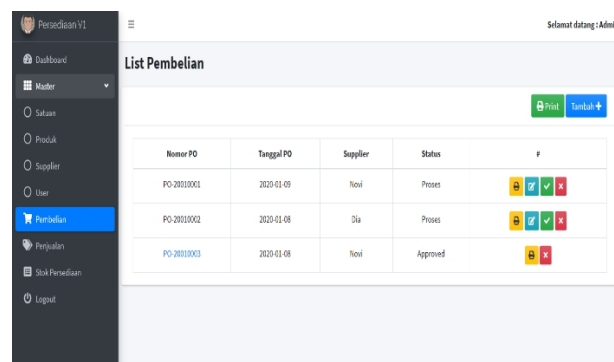 Persediaan V1
Selamat datang : Admi
Dashboard
List Pembelian
Master
Satuan
Print Tambah +
Produk
Supplier
Nomor PO Tanggal PO Supplier Status #
User
PO-20010001 2020-01-09 Novi Proses
Pembelian
PO-20010002 2020-01-08 Dia Proses
Penjualan
PO-20010003 2020-01-08 Novi Approved
Stok Persediaan
Logout